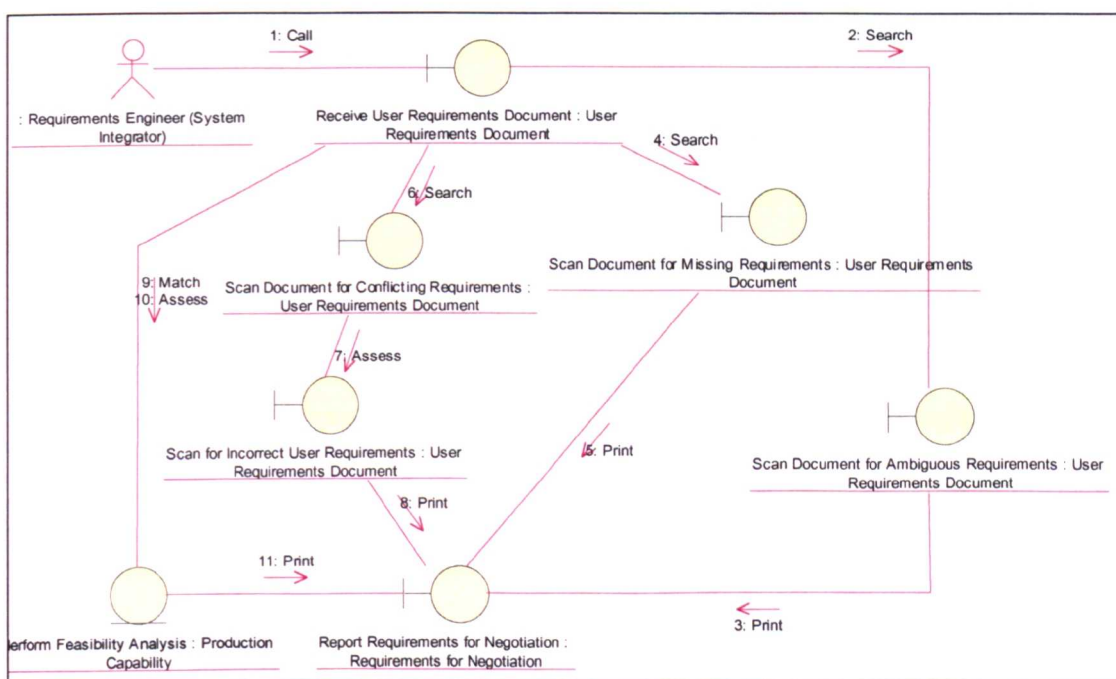 1: Call
2: Search
: Requirements Engineer (System
Integrator)
Receive User Requirements Document : User
Requirements Document
4: Search
6: Search
Scan Document for Missing Requirements : User Requirements
Document
9: Match
10: Assess
Scan Document for Conflicting Requirements :
User Requirements Document
7: Assess
5: Print
Scan for Incorrect User Requirements : User
Requirements Document
Scan Document for Ambiguous Requirements : User
Requirements Document
8: Print
11: Print
3: Print
erform Feasibility Analysis : Production
Capability
Report Requirements for Negotiation :
Requirements for Negotiation